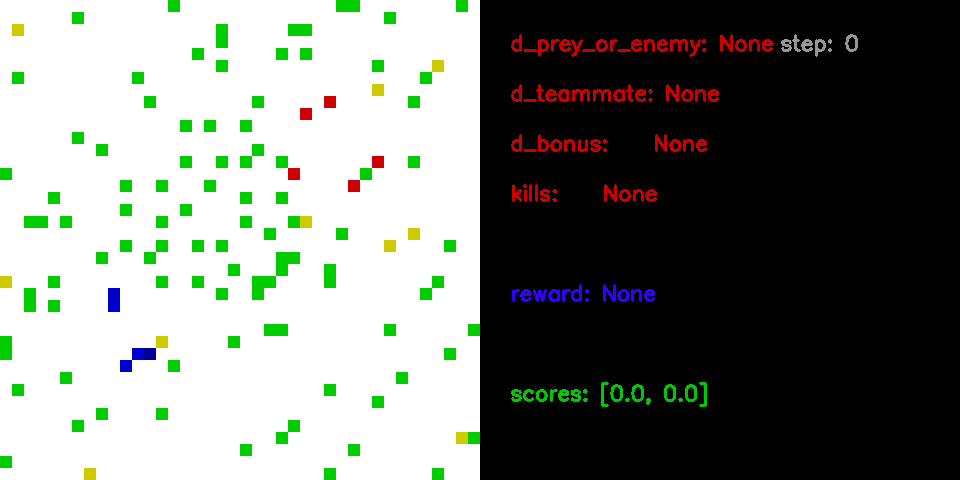 d_prey_or_enemy: None step: 0
d_teammate: None
d_bonus: None
kills: None
reward: None
scores: [0.0, 0.0]